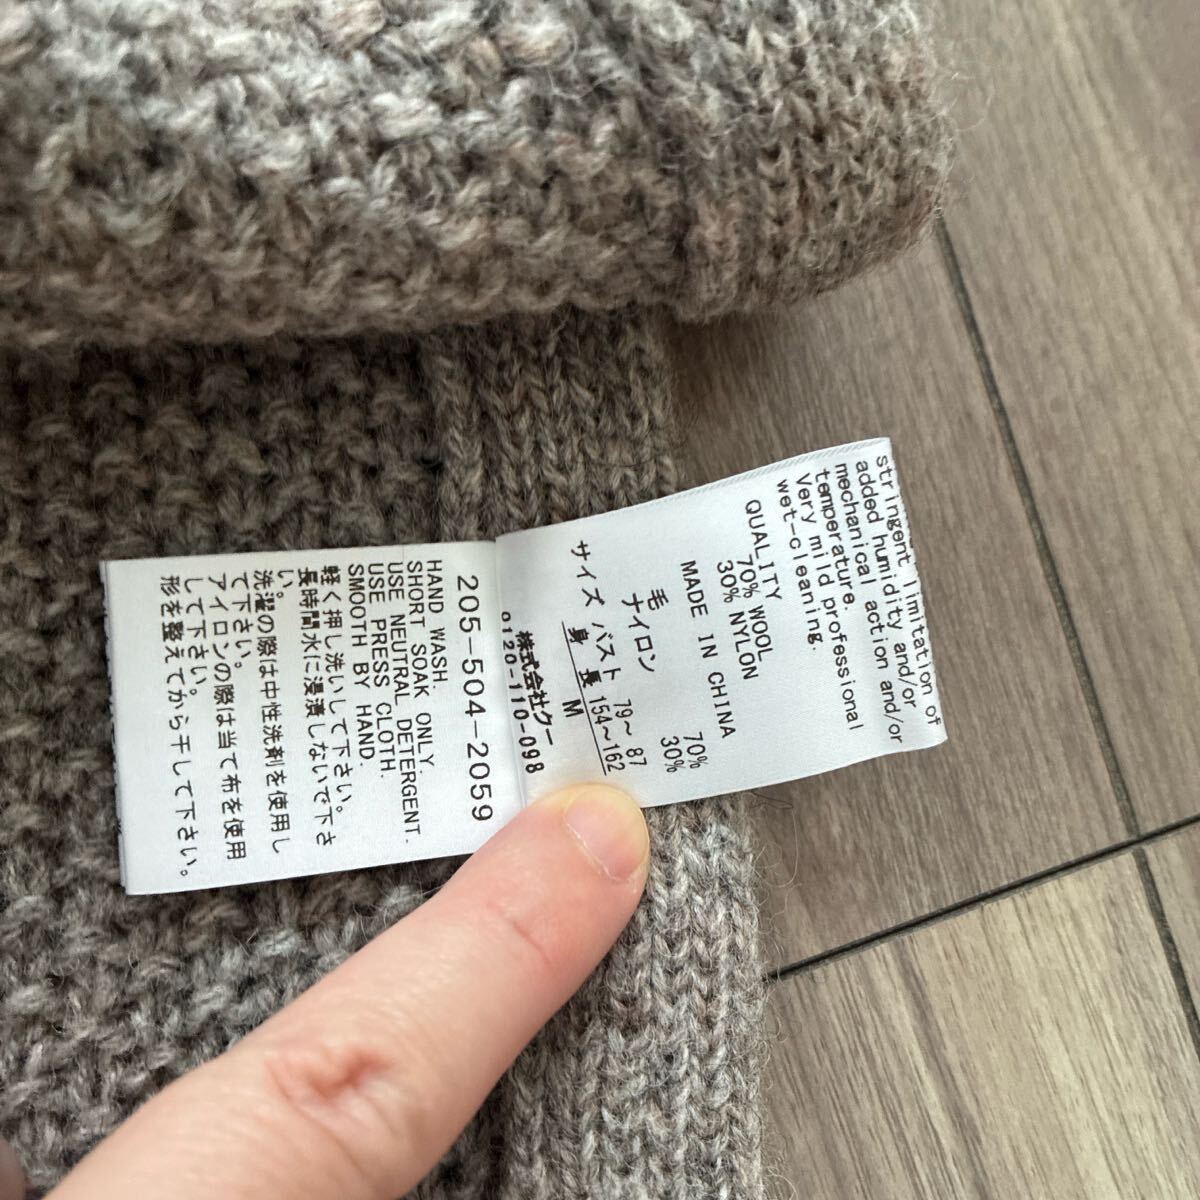 stringent limitation of
added humidity and/or
mechanical action and/or
temperature.
Very mild professional
wet-cleaning.
QUALITY
70% WOOL
30% NYLON
MADE IN CHINA
毛 70%
ナイロン 30%
サイズ バスト 79～ 87
身 長 154～162
M
株式会社クー
0120-110-098
205-504-2059
HAND WASH.
SHORT SOAK ONLY.
USE NEUTRAL DETERGENT.
USE PRESS CLOTH.
SMOOTH BY HAND.
軽く押し洗いして下さい。
長時間水に浸漬しないで下さ
い。
洗濯の際は中性洗剤を使用し
て下さい。
アイロンの際は当て布を使用
して下さい。
形を整えてから干して下さい。